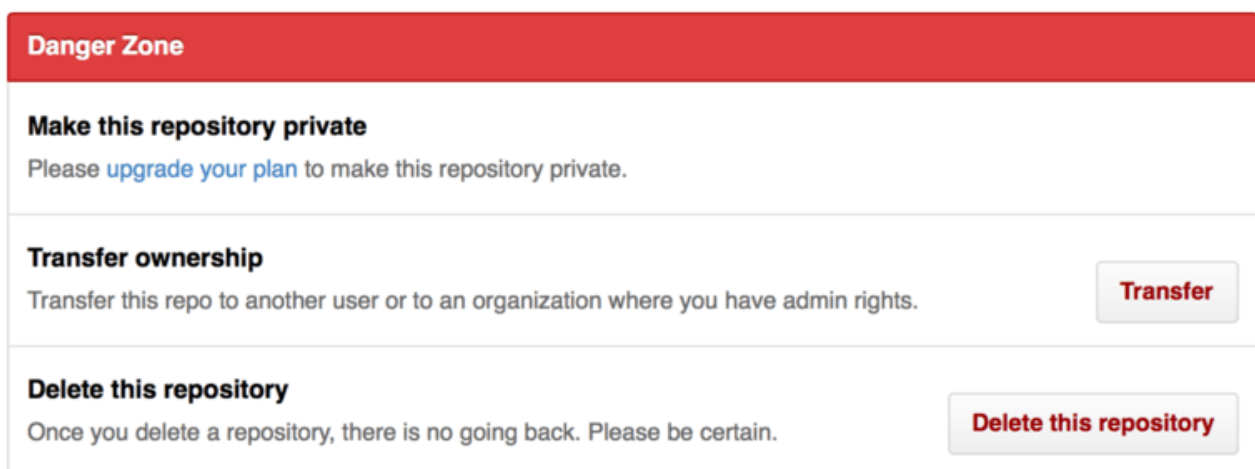 Danger Zone
Make this repository private
Please upgrade your plan to make this repository private.
Transfer ownership
Transfer this repo to another user or to an organization where you have admin rights.
Transfer
Delete this repository
Once you delete a repository, there is no going back. Please be certain.
Delete this repository